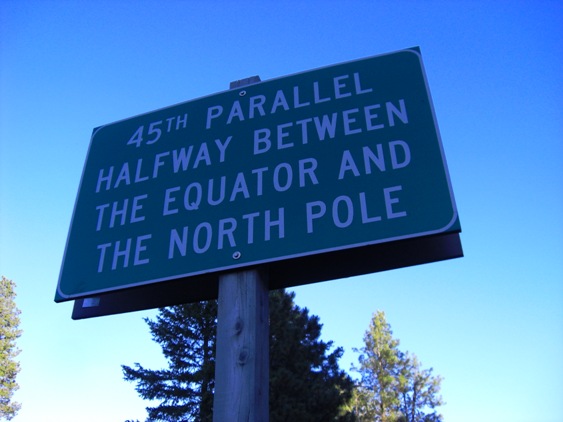 45TH PARALLEL
HALFWAY BETWEEN
THE EQUATOR AND
THE NORTH POLE